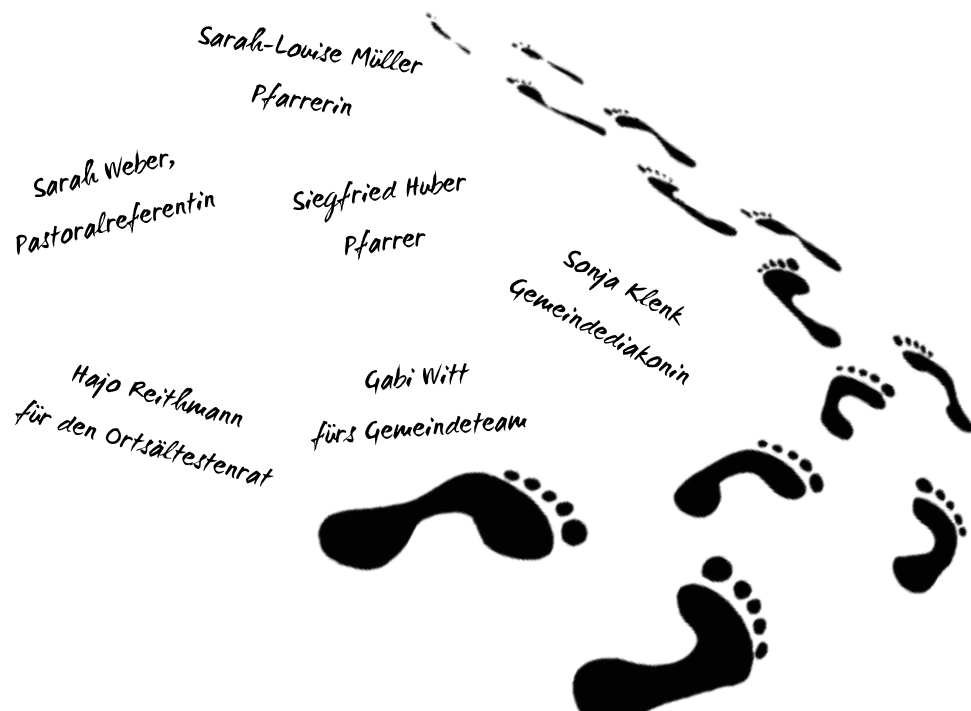 Sarah-Louise Müller
Pfarrerin
Sarah Weber,
Pastoralreferentin
Siegfried Huber
Pfarrer
Sonja Klenk
Gemeindediakonin
Hajo Reithmann
für den Ortsältestenrat
Gabi Witt
fürs Gemeindeteam